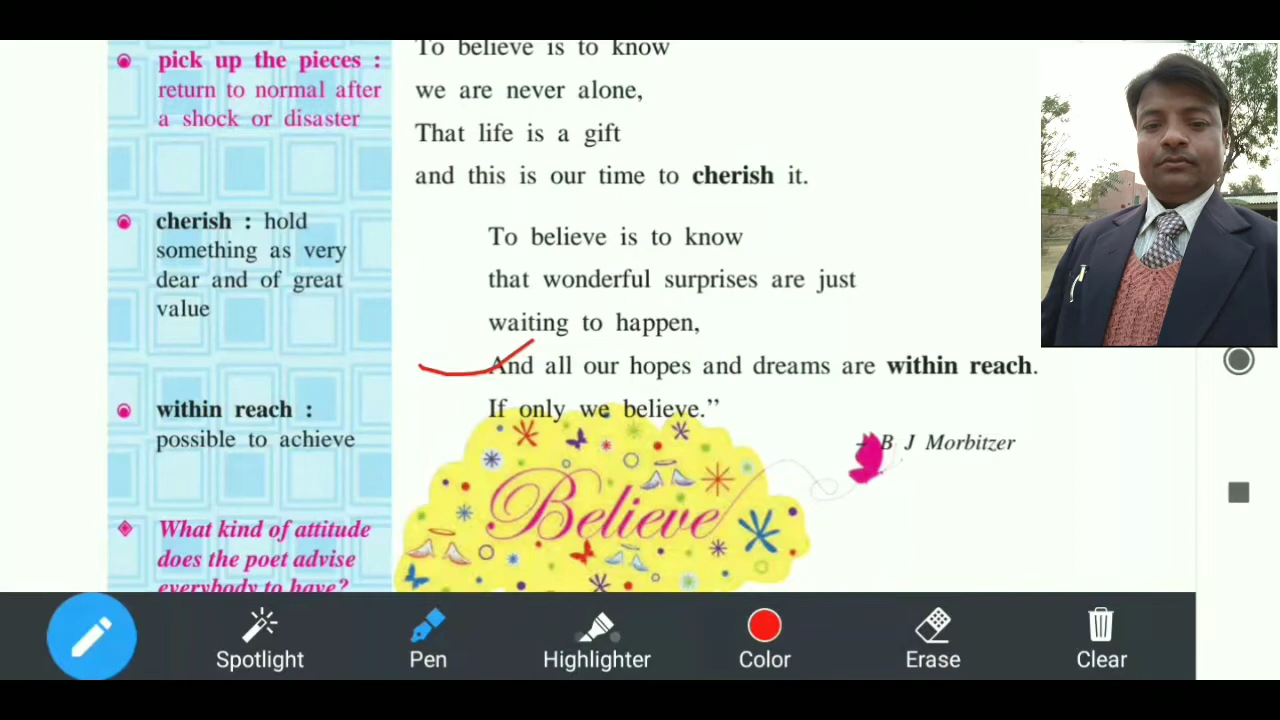 pick up the pieces :
return to normal after
a shock or disaster
cherish : hold
something as very
dear and of great
value
within reach :
possible to achieve
What kind of attitude
does the poet advise
everybody to have?
To believe is to know
we are never alone,
That life is a gift
and this is our time to cherish it.
To believe is to know
that wonderful surprises are just
waiting to happen,
And all our hopes and dreams are within reach.
If only we believe.”
- B J Morbitzer
Believe
Spotlight
Pen
Highlighter
Color
Erase
Clear